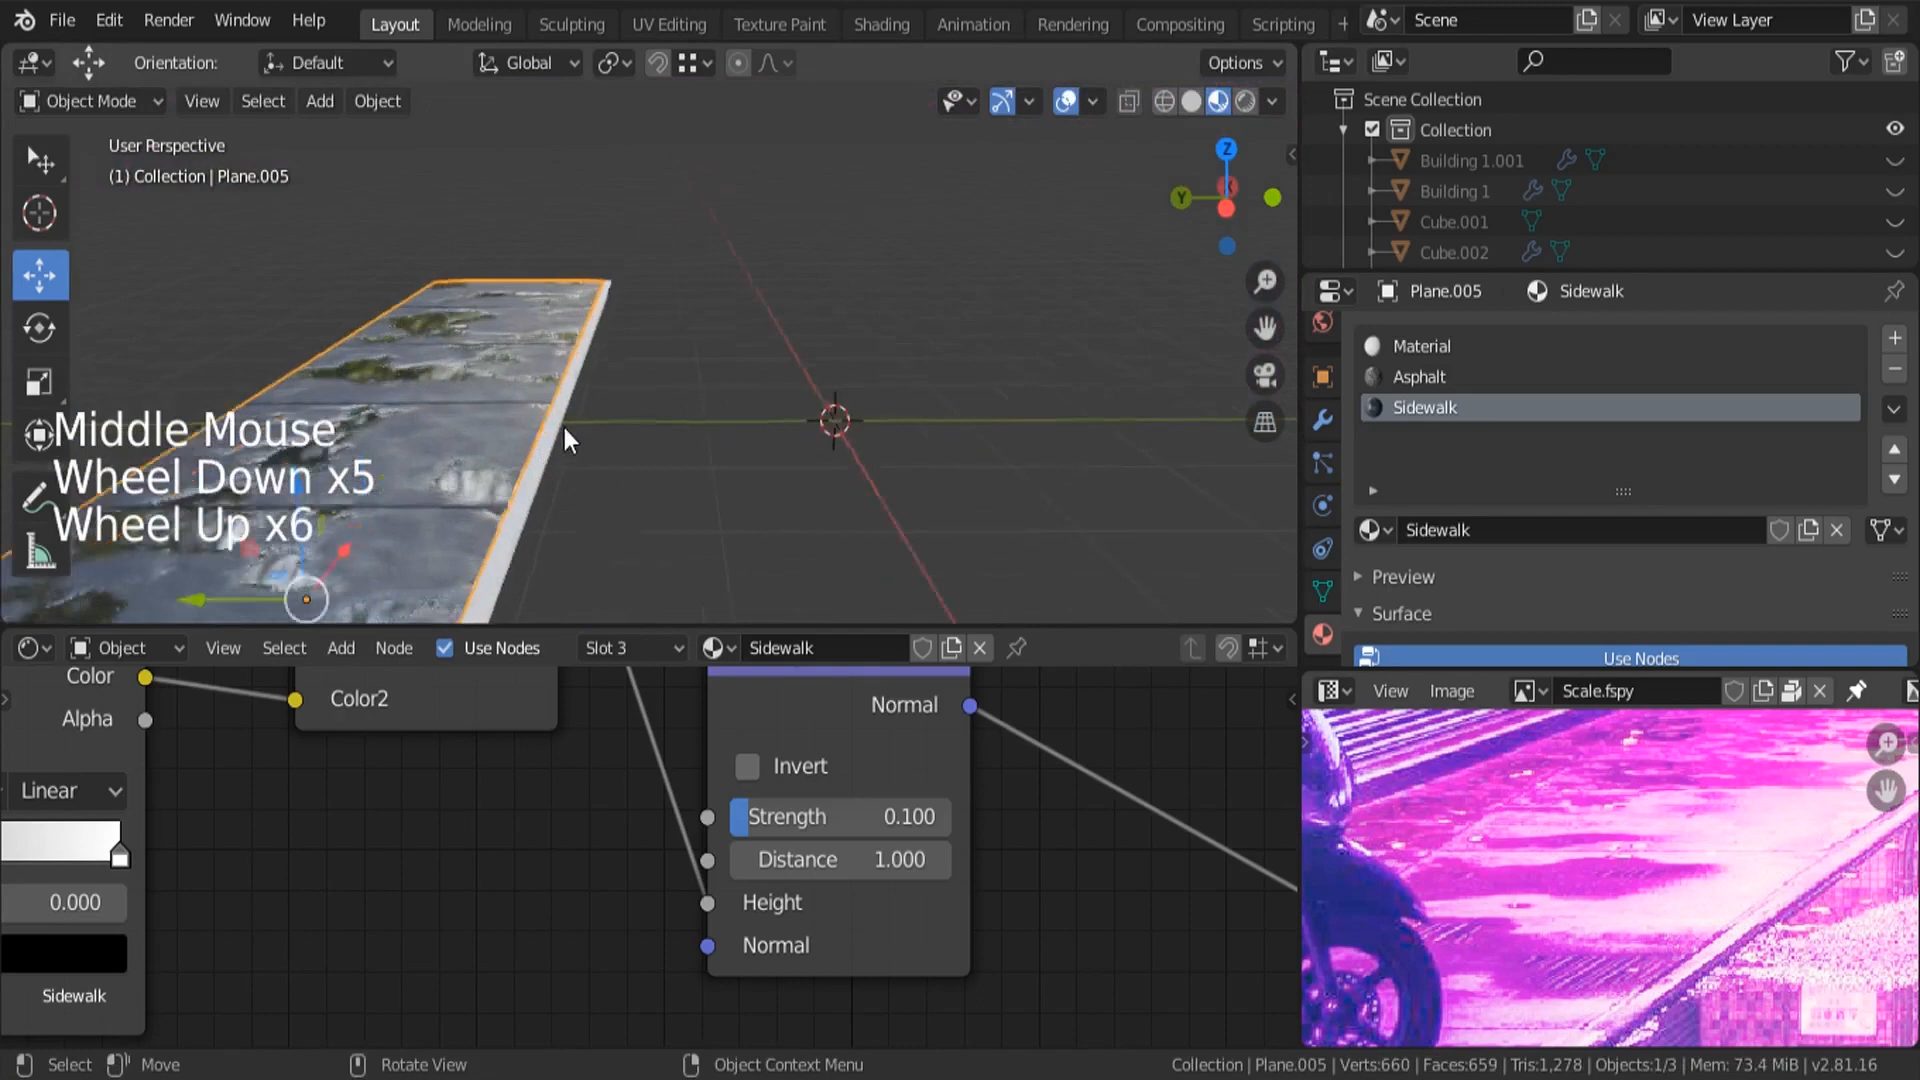 File Edit Render Window Help Layout Modeling Sculpting UV Editing Texture Paint Shading Animation Rendering Compositing Scripting + Scene View Layer
Orientation: Default Global Options
Object Mode View Select Add Object
User Perspective
(1) Collection | Plane.005
Z
Y
Middle Mouse
Wheel Down x5
Wheel Up x6
Scene Collection
Collection
Building 1.001
Building 1
Cube.001
Cube.002
Plane.005 Sidewalk
Material
Asphalt
Sidewalk
Sidewalk
Preview
Surface
Use Nodes
Object View Select Add Node Use Nodes Slot 3 Sidewalk
Color
Alpha
Linear
0.000
Sidewalk
Color2
Normal
Invert
Strength 0.100
Distance 1.000
Height
Normal
View Image Scale.fspy
Select Move Rotate View Object Context Menu Collection | Plane.005 | Verts:660 | Faces:659 | Tris:1,278 | Objects:1/3 | Mem: 73.4 MiB | v2.81.16